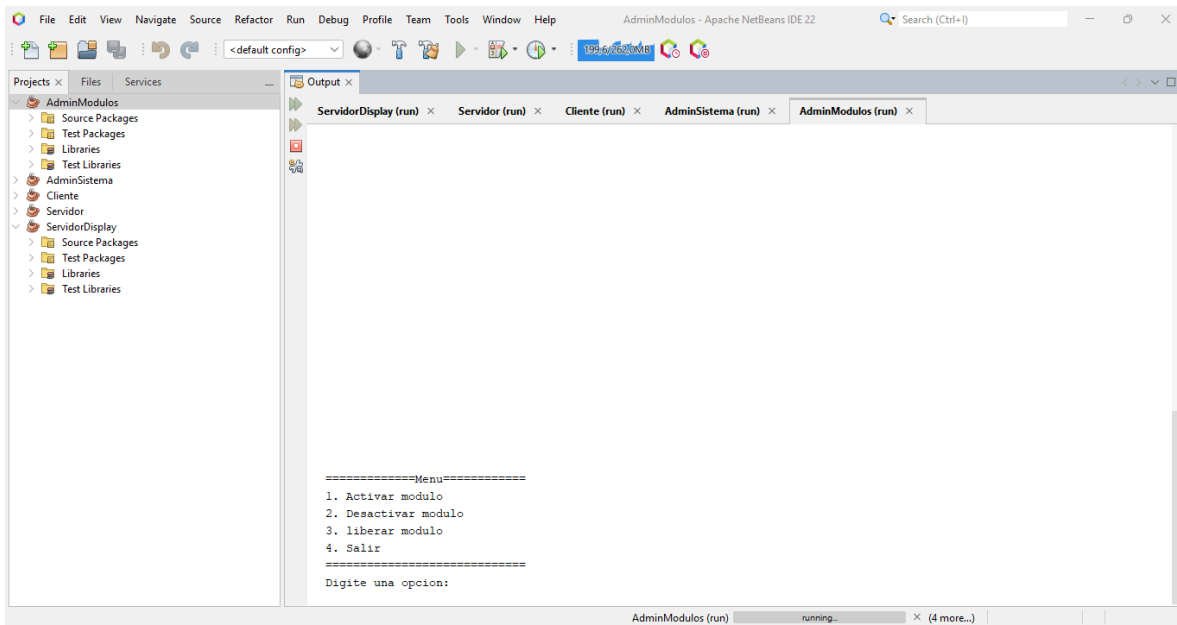 File Edit View Navigate Source Refactor Run Debug Profile Team Tools Window Help AdminModulos - Apache NetBeans IDE 22 Search (Ctrl+I)
<default config> 199,6/262,0MB
Projects Files Services
AdminModulos
Source Packages
Test Packages
Libraries
Test Libraries
AdminSistema
Cliente
Servidor
ServidorDisplay
Source Packages
Test Packages
Libraries
Test Libraries
Output
ServidorDisplay (run) Servidor (run) Cliente (run) AdminSistema (run) AdminModulos (run)
=============Menu============
1. Activar modulo
2. Desactivar modulo
3. liberar modulo
4. Salir
=============================
Digite una opcion:
AdminModulos (run) running... (4 more...)